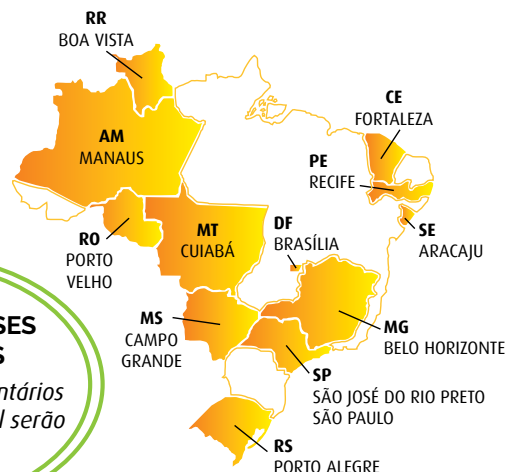 RR
BOA VISTA
AM
MANAUS
CE
FORTALEZA
PE
RECIFE
SE
ARACAJU
RO
PORTO
VELHO
MT
CUIABÁ
DF
BRASÍLIA
MS
CAMPO
GRANDE
MG
BELO HORIZONTE
SP
SÃO JOSÉ DO RIO PRETO
SÃO PAULO
RS
PORTO ALEGRE
SES
S
ntários
l serão